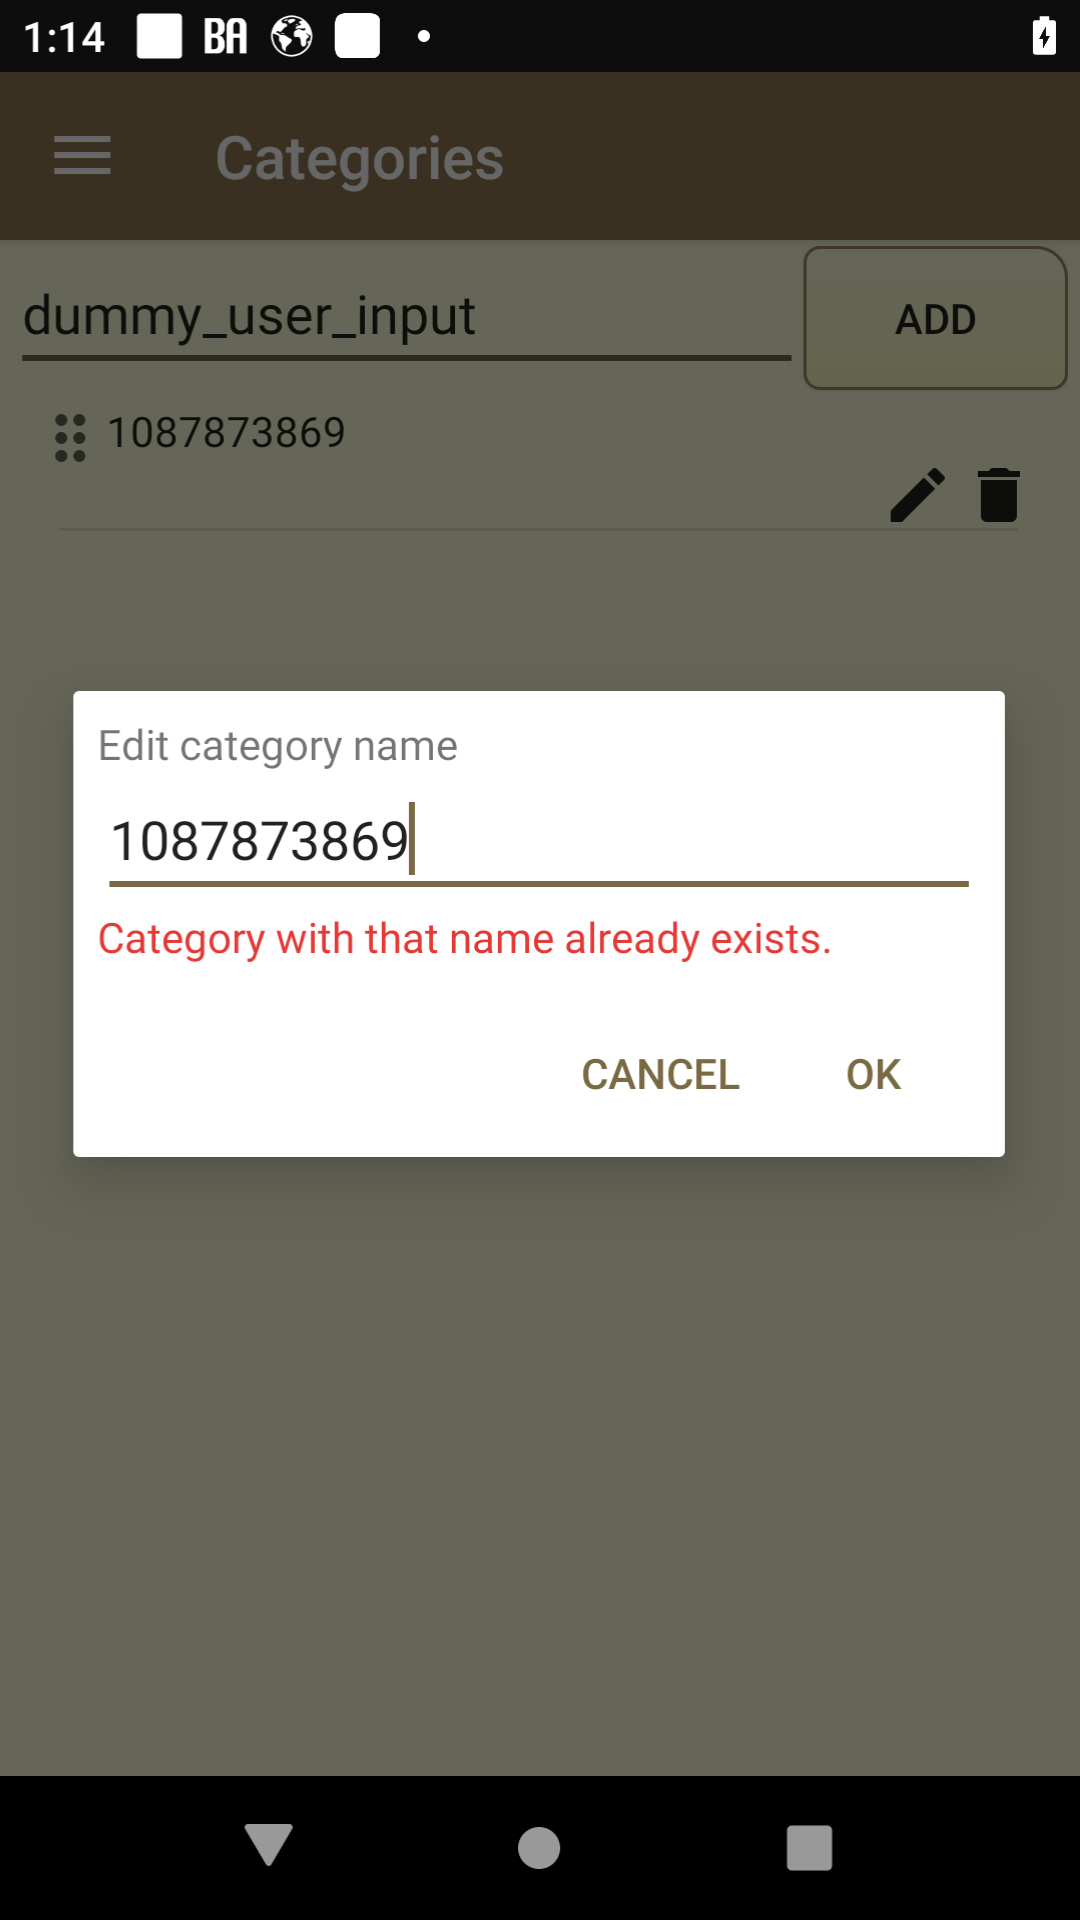 1:14 BA
Categories
dummy_user_input
ADD
1087873869
Edit category name
1087873869
Category with that name already exists.
CANCEL OK